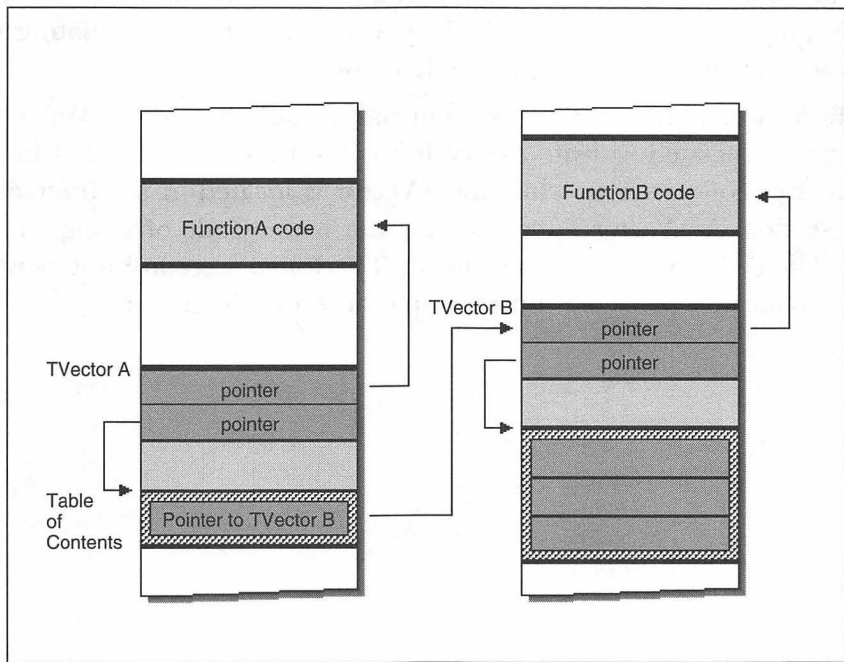 FunctionA code
TVector A
pointer
pointer
Table
of
Contents
Pointer to TVector B
FunctionB code
TVector B
pointer
pointer